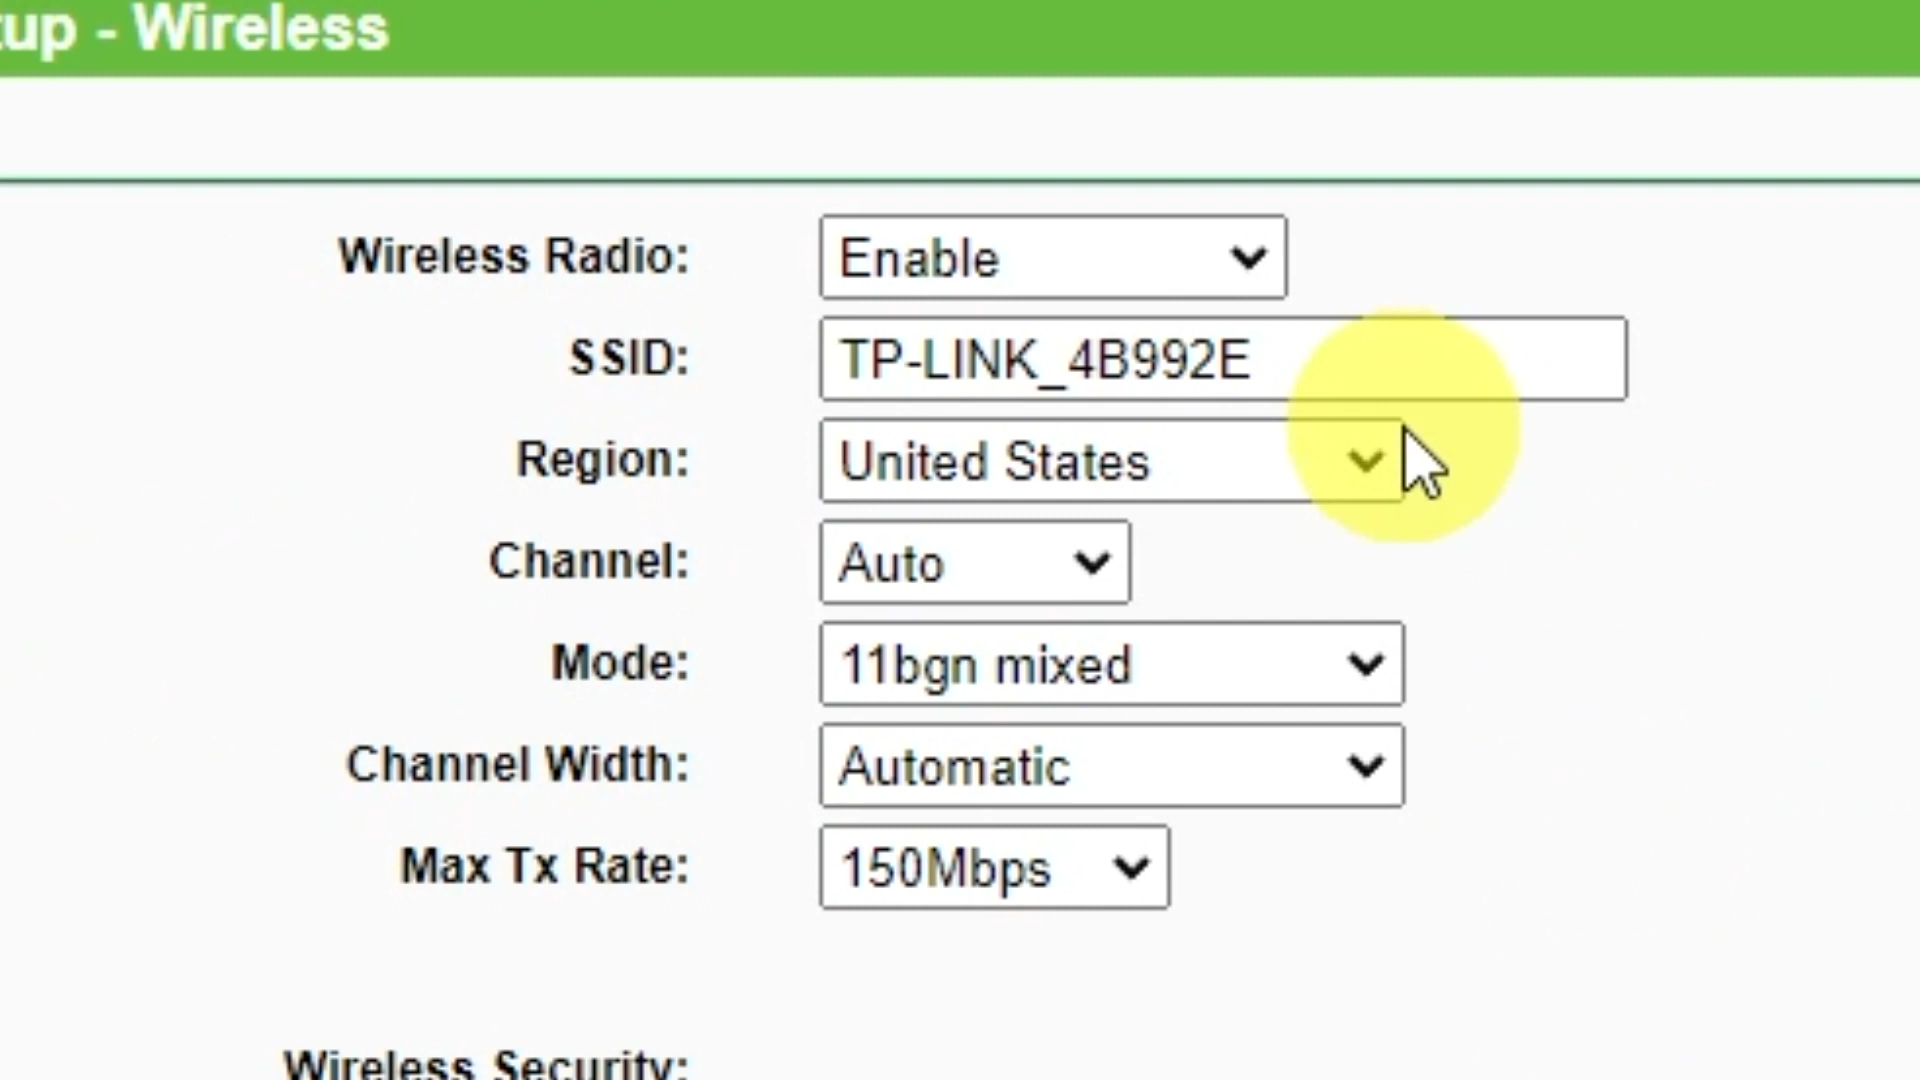 tup - Wireless
Wireless Radio: Enable
SSID: TP-LINK_4B992E
Region: United States
Channel: Auto
Mode: 11bgn mixed
Channel Width: Automatic
Max Tx Rate: 150Mbps
Wireless Security: